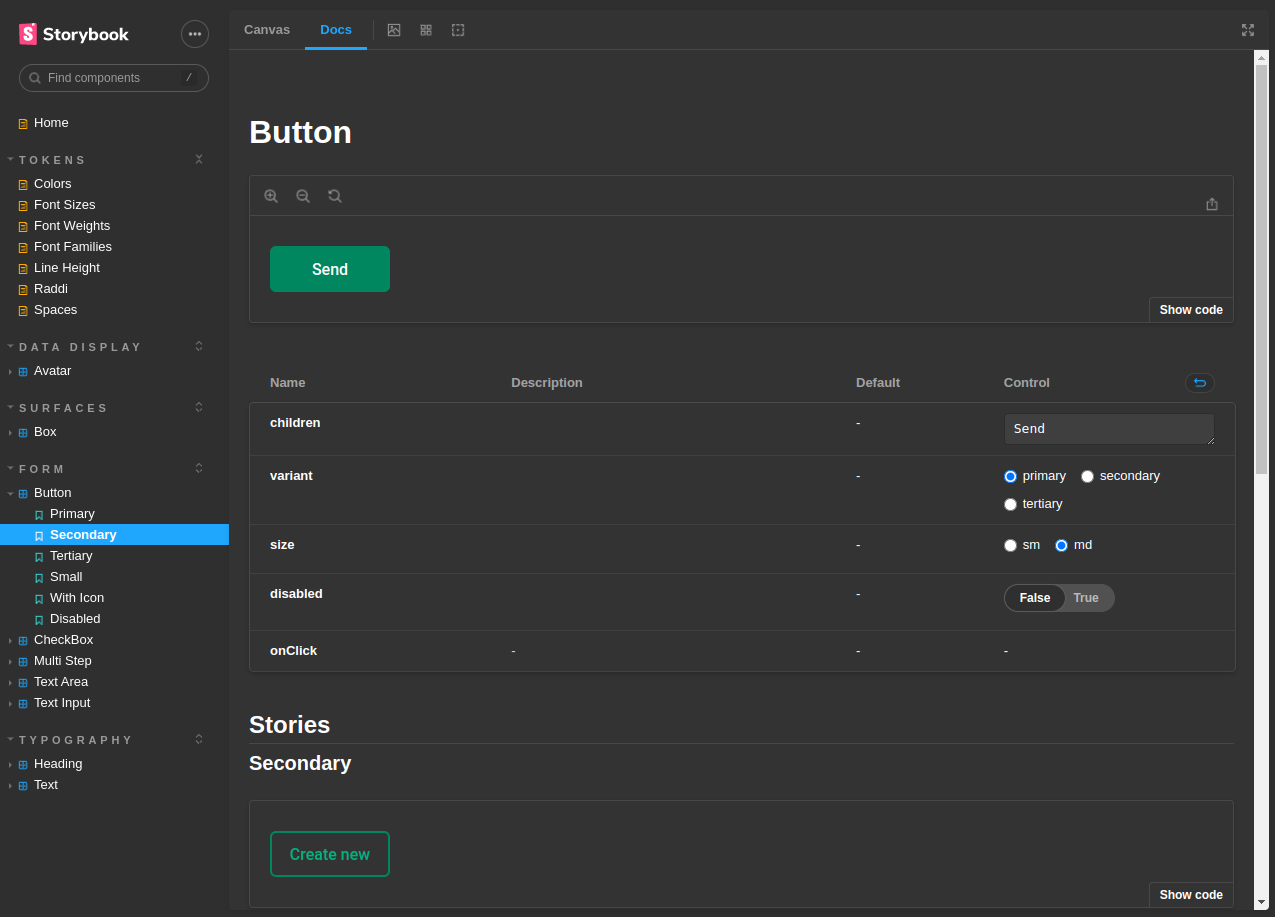 Storybook
Find components /
Home
TOKENS
Colors
Font Sizes
Font Weights
Font Families
Line Height
Raddi
Spaces
DATA DISPLAY
Avatar
SURFACES
Box
FORM
Button
Primary
Secondary
Tertiary
Small
With Icon
Disabled
CheckBox
Multi Step
Text Area
Text Input
TYPOGRAPHY
Heading
Text
Canvas Docs
Button
Send
Show code
Name Description Default Control
children - Send
variant - primary secondary
tertiary
size - sm md
disabled - False True
onClick - - -
Stories
Secondary
Create new
Show code